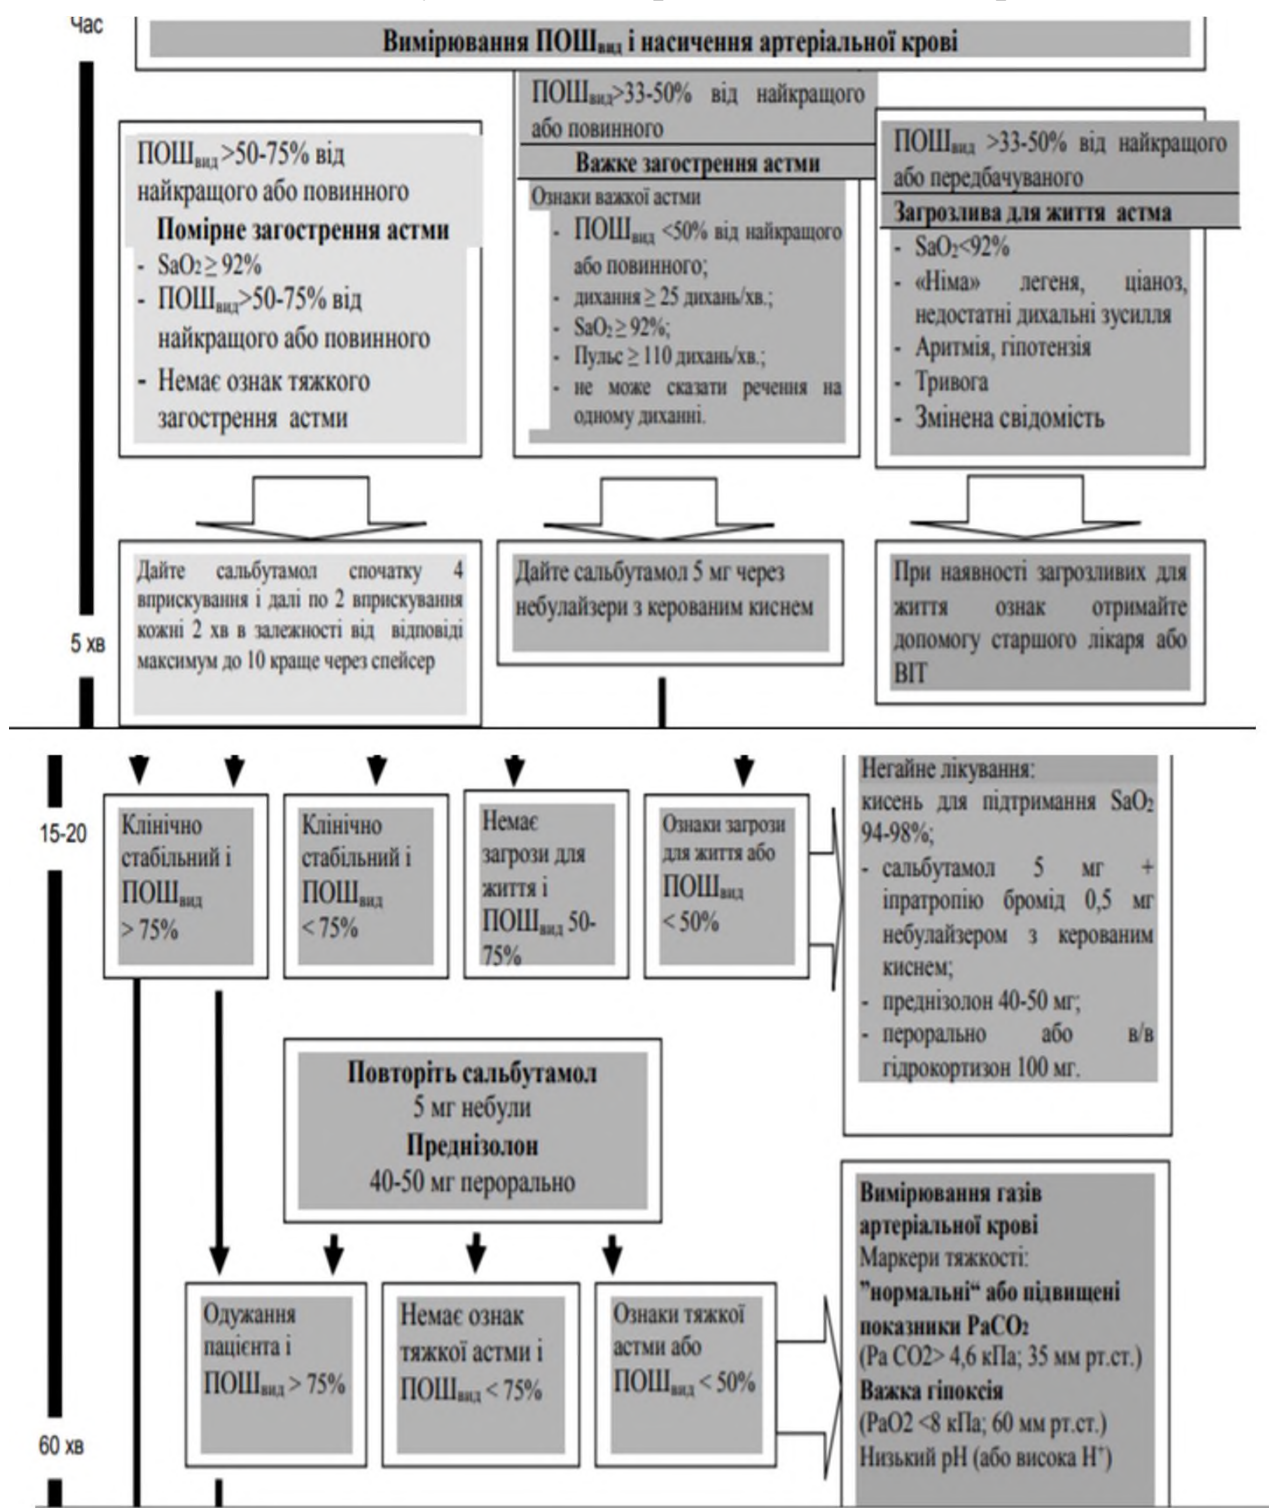 Час
Вимірювання ПОШвид і насичення артеріальної крові
ПОШвид >50-75% від
найкращого або повинного
Помірне загострення астми
- SaO2 ≥ 92%
- ПОШвид>50-75% від
найкращого або повинного
- Немає ознак тяжкого
загострення астми
ПОШвид>33-50% від найкращого
або повинного
Важке загострення астми
Ознаки важкої астми
- ПОШвид <50% від найкращого
або повинного;
- дихання ≥ 25 дихань/хв.;
- SaO2 ≥ 92%;
- Пульс ≥ 110 дихань/хв.;
- не може сказати речення на
одному диханні.
ПОШвид >33-50% від найкращого
або передбачуваного
Загрозлива для життя астма
- SaO2<92%
- «Німа» легеня, ціаноз,
недостатні дихальні зусилля
- Аритмія, гіпотензія
- Тривога
- Змінена свідомість
5 хв
Дайте сальбутамол спочатку 4
вприскування і далі по 2 вприскування
кожні 2 хв в залежності від відповіді
максимум до 10 краще через спейсер
Дайте сальбутамол 5 мг через
небулайзери з керованим киснем
При наявності загрозливих для
життя ознак отримайте
допомогу старшого лікаря або
ВІТ
15-20
Клінічно
стабільний і
ПОШвид
> 75%
Клінічно
стабільний і
ПОШвид
< 75%
Немає
загрози для
життя і
ПОШвид 50-
75%
Ознаки загрози
для життя або
ПОШвид
< 50%
Негайне лікування:
кисень для підтримання SaO2
94-98%;
- сальбутамол 5 мг +
іпратропію бромід 0,5 мг
небулайзером з керованим
киснем;
- преднізолон 40-50 мг;
- перорально або в/в
гідрокортизон 100 мг.
Повторіть сальбутамол
5 мг небули
Преднізолон
40-50 мг перорально
60 хв
Одужання
пацієнта і
ПОШвид > 75%
Немає ознак
тяжкої астми і
ПОШвид < 75%
Ознаки тяжкої
астми або
ПОШвид < 50%
Вимірювання газів
артеріальної крові
Маркери тяжкості:
”нормальні“ або підвищені
показники PaCO2
(Pa CO2> 4,6 кПа; 35 мм рт.ст.)
Важка гіпоксія
(PaO2 <8 кПа; 60 мм рт.ст.)
Низький pH (або висока H+)